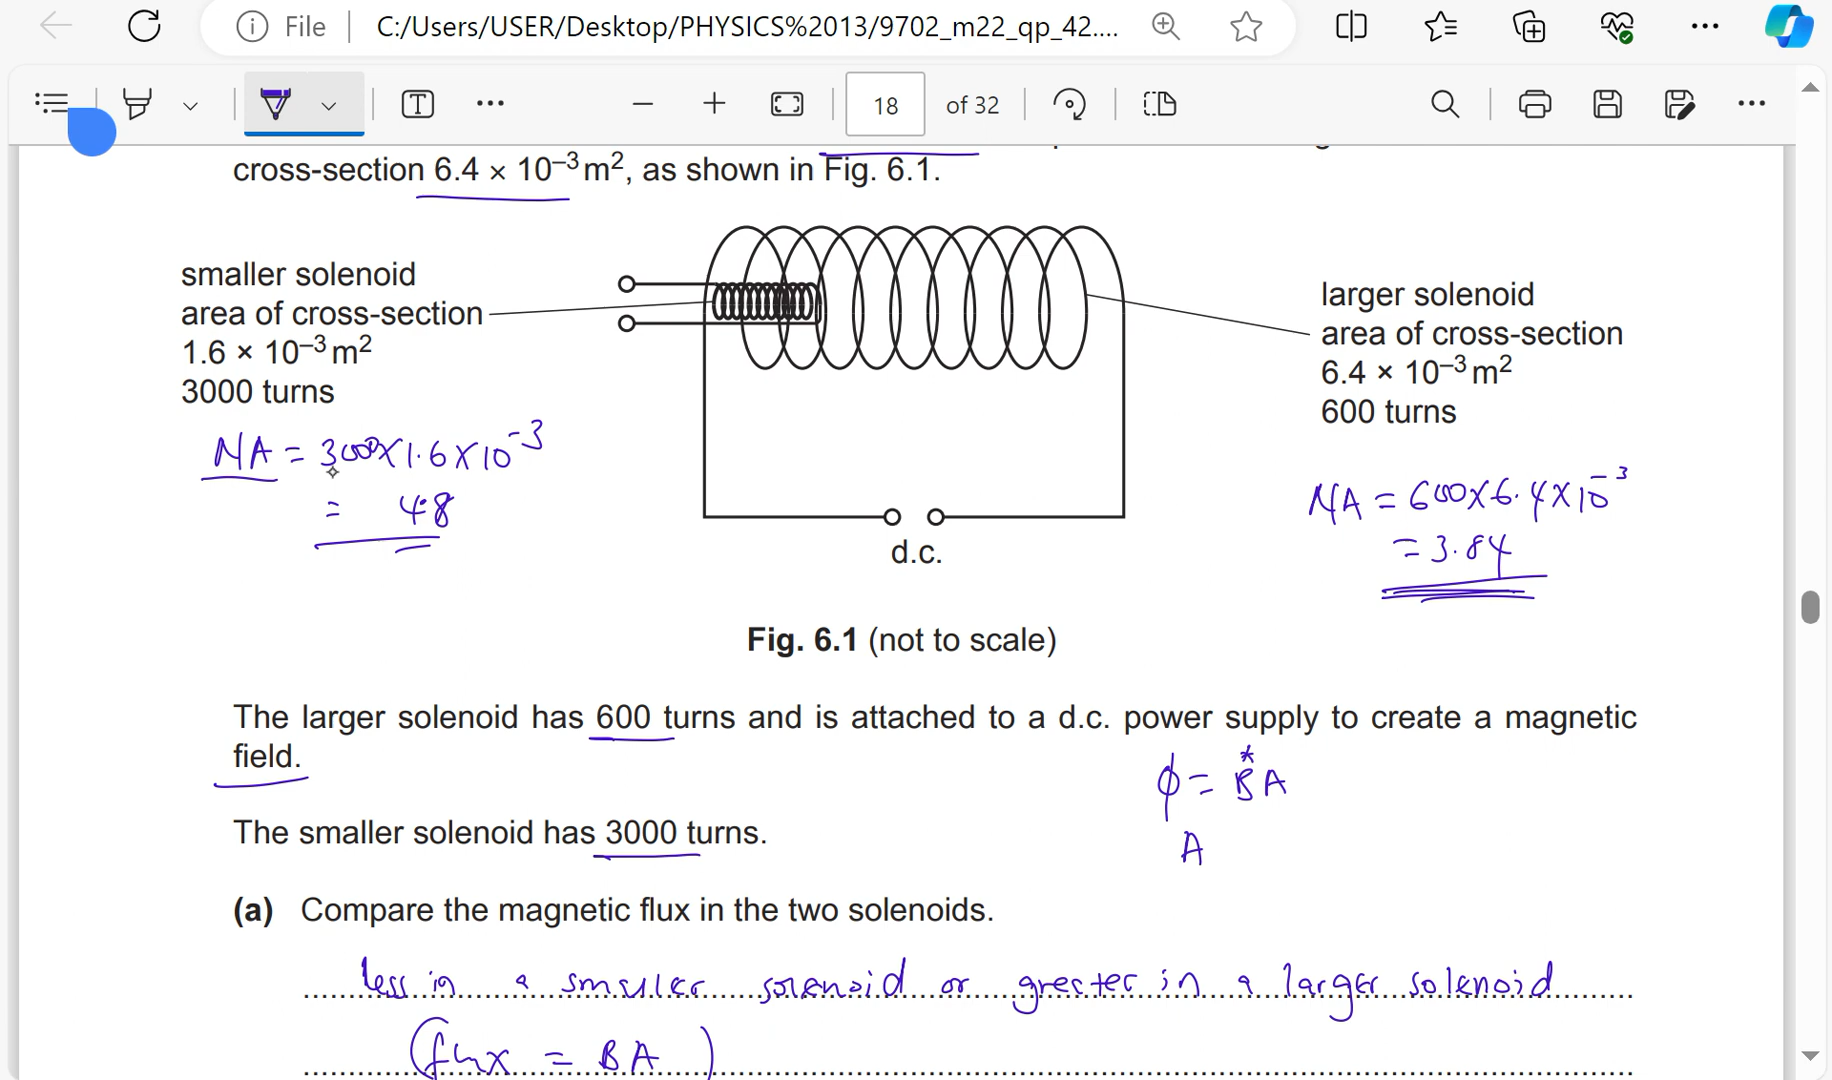 File C:/Users/USER/Desktop/PHYSICS%2013/9702_m22_qp_42....
18 of 32
cross-section 6.4 × 10⁻³ m², as shown in Fig. 6.1.
smaller solenoid
area of cross-section
1.6 × 10⁻³ m²
3000 turns
NA = 3000×1.6×10⁻³
= 4.8
larger solenoid
area of cross-section
6.4 × 10⁻³ m²
600 turns
NA = 600×6.4×10⁻³
= 3.84
d.c.
Fig. 6.1 (not to scale)
The larger solenoid has 600 turns and is attached to a d.c. power supply to create a magnetic
field.
ϕ = B*A
A
The smaller solenoid has 3000 turns.
(a) Compare the magnetic flux in the two solenoids.
less in a smaller solenoid or greater in a larger solenoid
(flux = BA)